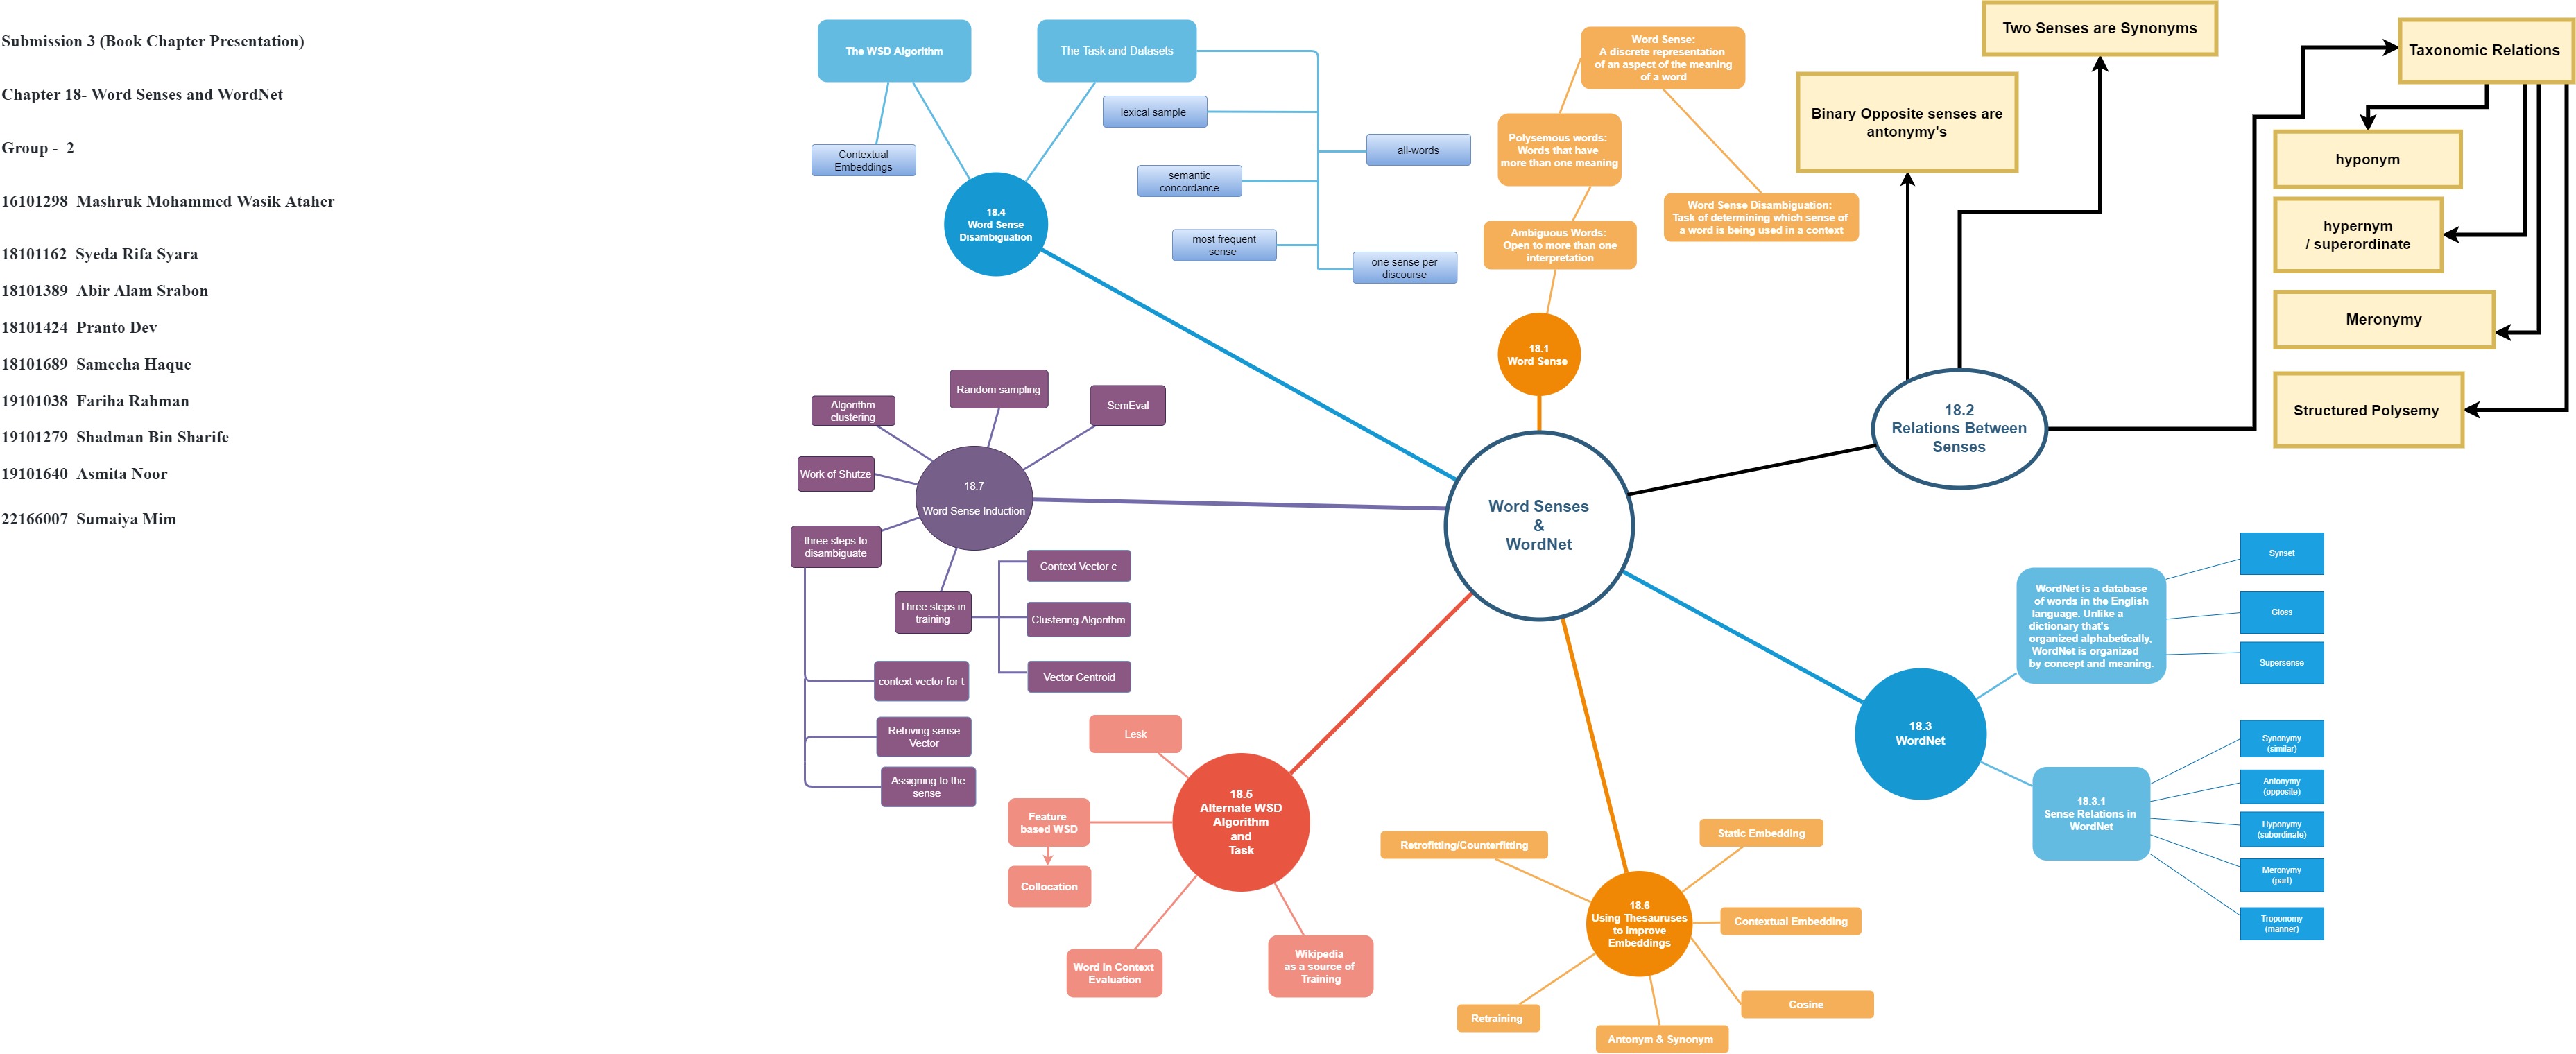 Submission 3 (Book Chapter Presentation)
Chapter 18- Word Senses and WordNet
Group - 2
16101298 Mashruk Mohammed Wasik Ataher
18101162 Syeda Rifa Syara
18101389 Abir Alam Srabon
18101424 Pranto Dev
18101689 Sameeha Haque
19101038 Fariha Rahman
19101279 Shadman Bin Sharife
19101640 Asmita Noor
22166007 Sumaiya Mim
The WSD Algorithm
The Task and Datasets
Contextual
Embeddings
lexical sample
all-words
semantic
concordance
most frequent
sense
one sense per
discourse
18.4
Word Sense
Disambiguation
Word Sense:
A discrete representation
of an aspect of the meaning
of a word
Polysemous words:
Words that have
more than one meaning
Word Sense Disambiguation:
Task of determining which sense of
a word is being used in a context
Ambiguous Words:
Open to more than one
interpretation
18.1
Word Sense
Two Senses are Synonyms
Binary Opposite senses are
antonymy's
Taxonomic Relations
hyponym
hypernym
/ superordinate
Meronymy
Structured Polysemy
18.2
Relations Between
Senses
Word Senses
&
WordNet
Algorithm
clustering
Random sampling
SemEval
Work of Shutze
18.7
Word Sense Induction
three steps to
disambiguate
Three steps in
training
Context Vector c
Clustering Algorithm
Vector Centroid
context vector for t
Retriving sense
Vector
Assigning to the
sense
Lesk
Feature
based WSD
Collocation
18.5
Alternate WSD
Algorithm
and
Task
Word in Context
Evaluation
Wikipedia
as a source of
Training
Retrofitting/Counterfitting
Static Embedding
18.6
Using Thesauruses
to Improve
Embeddings
Contextual Embedding
Cosine
Retraining
Antonym & Synonym
18.3
WordNet
WordNet is a database
of words in the English
language. Unlike a
dictionary that's
organized alphabetically,
WordNet is organized
by concept and meaning.
Synset
Gloss
Supersense
18.3.1
Sense Relations in
WordNet
Synonymy
(similar)
Antonymy
(opposite)
Hyponymy
(subordinate)
Meronymy
(part)
Troponomy
(manner)